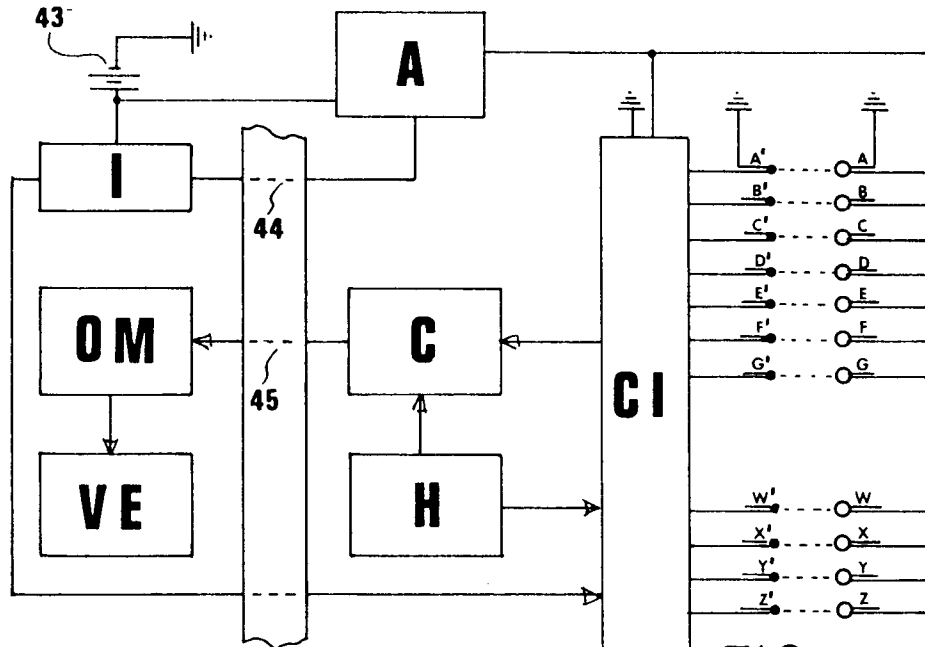 43
A
I
44
A' A
B' B
C' C
D' D
E' E
F' F
G' G
OM
C
45
CI
VE
H
W' W
X' X
Y' Y
Z' Z